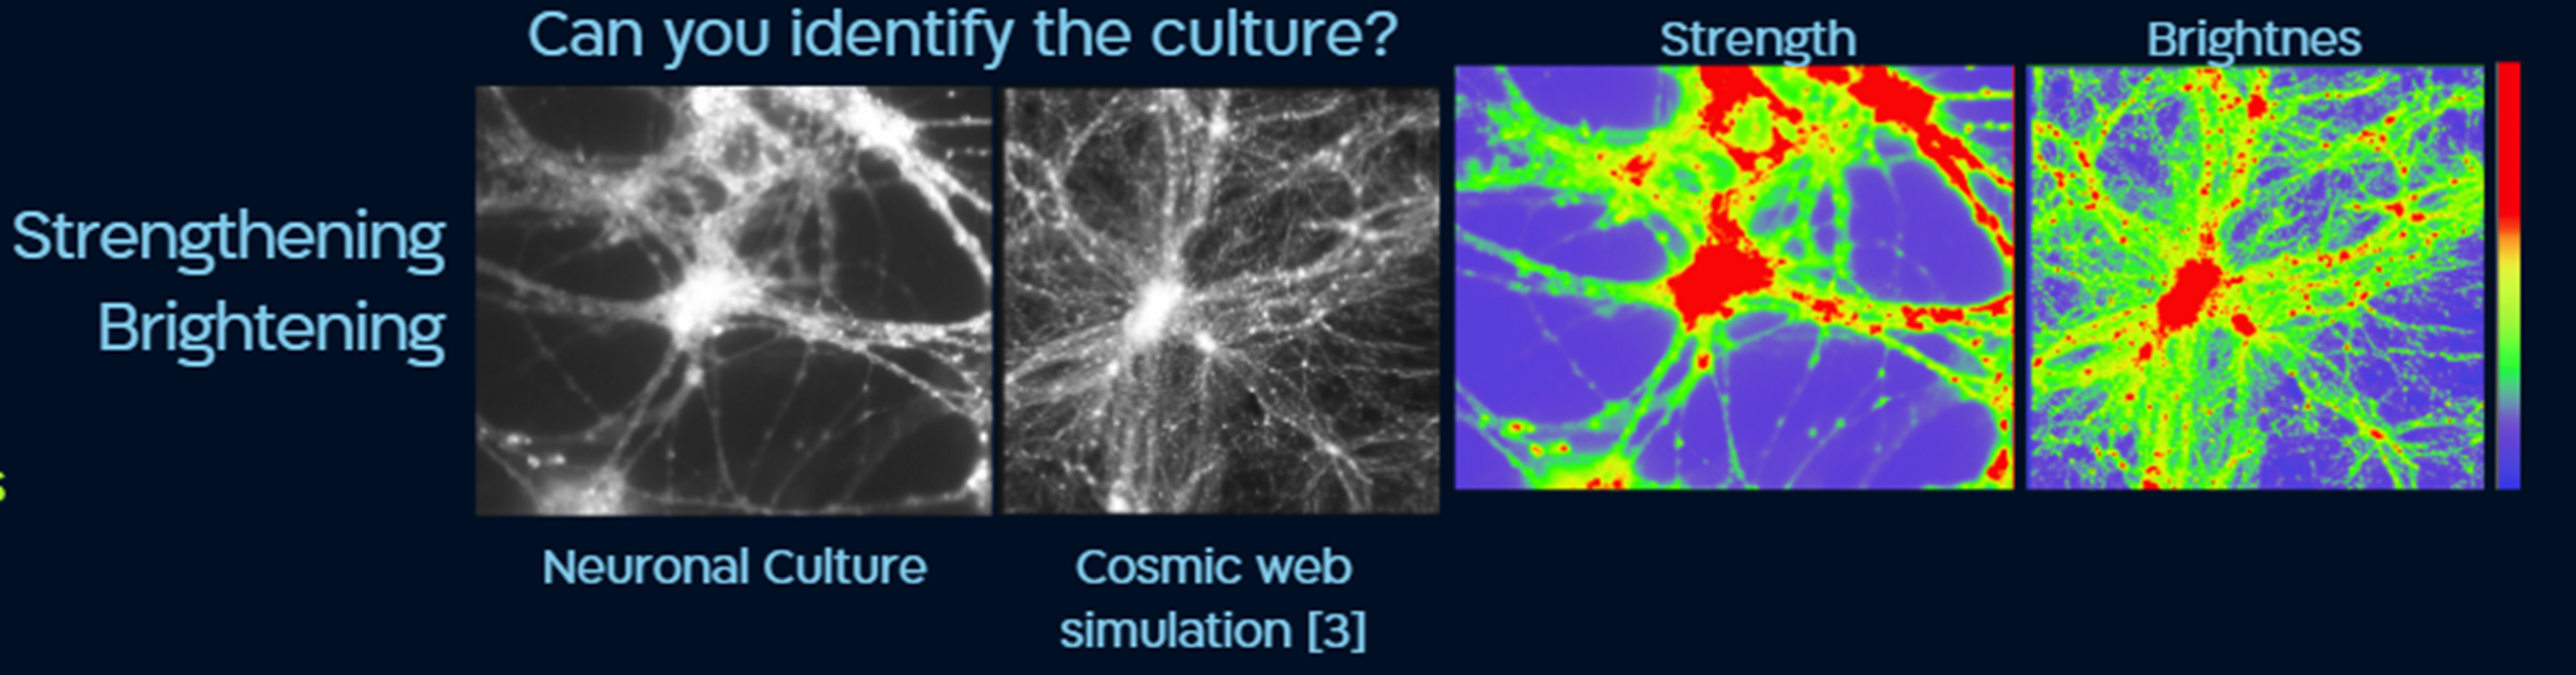 Can you identify the culture?
Strength
Brightnes
Strengthening
Brightening
s
Neuronal Culture
Cosmic web
simulation [3]